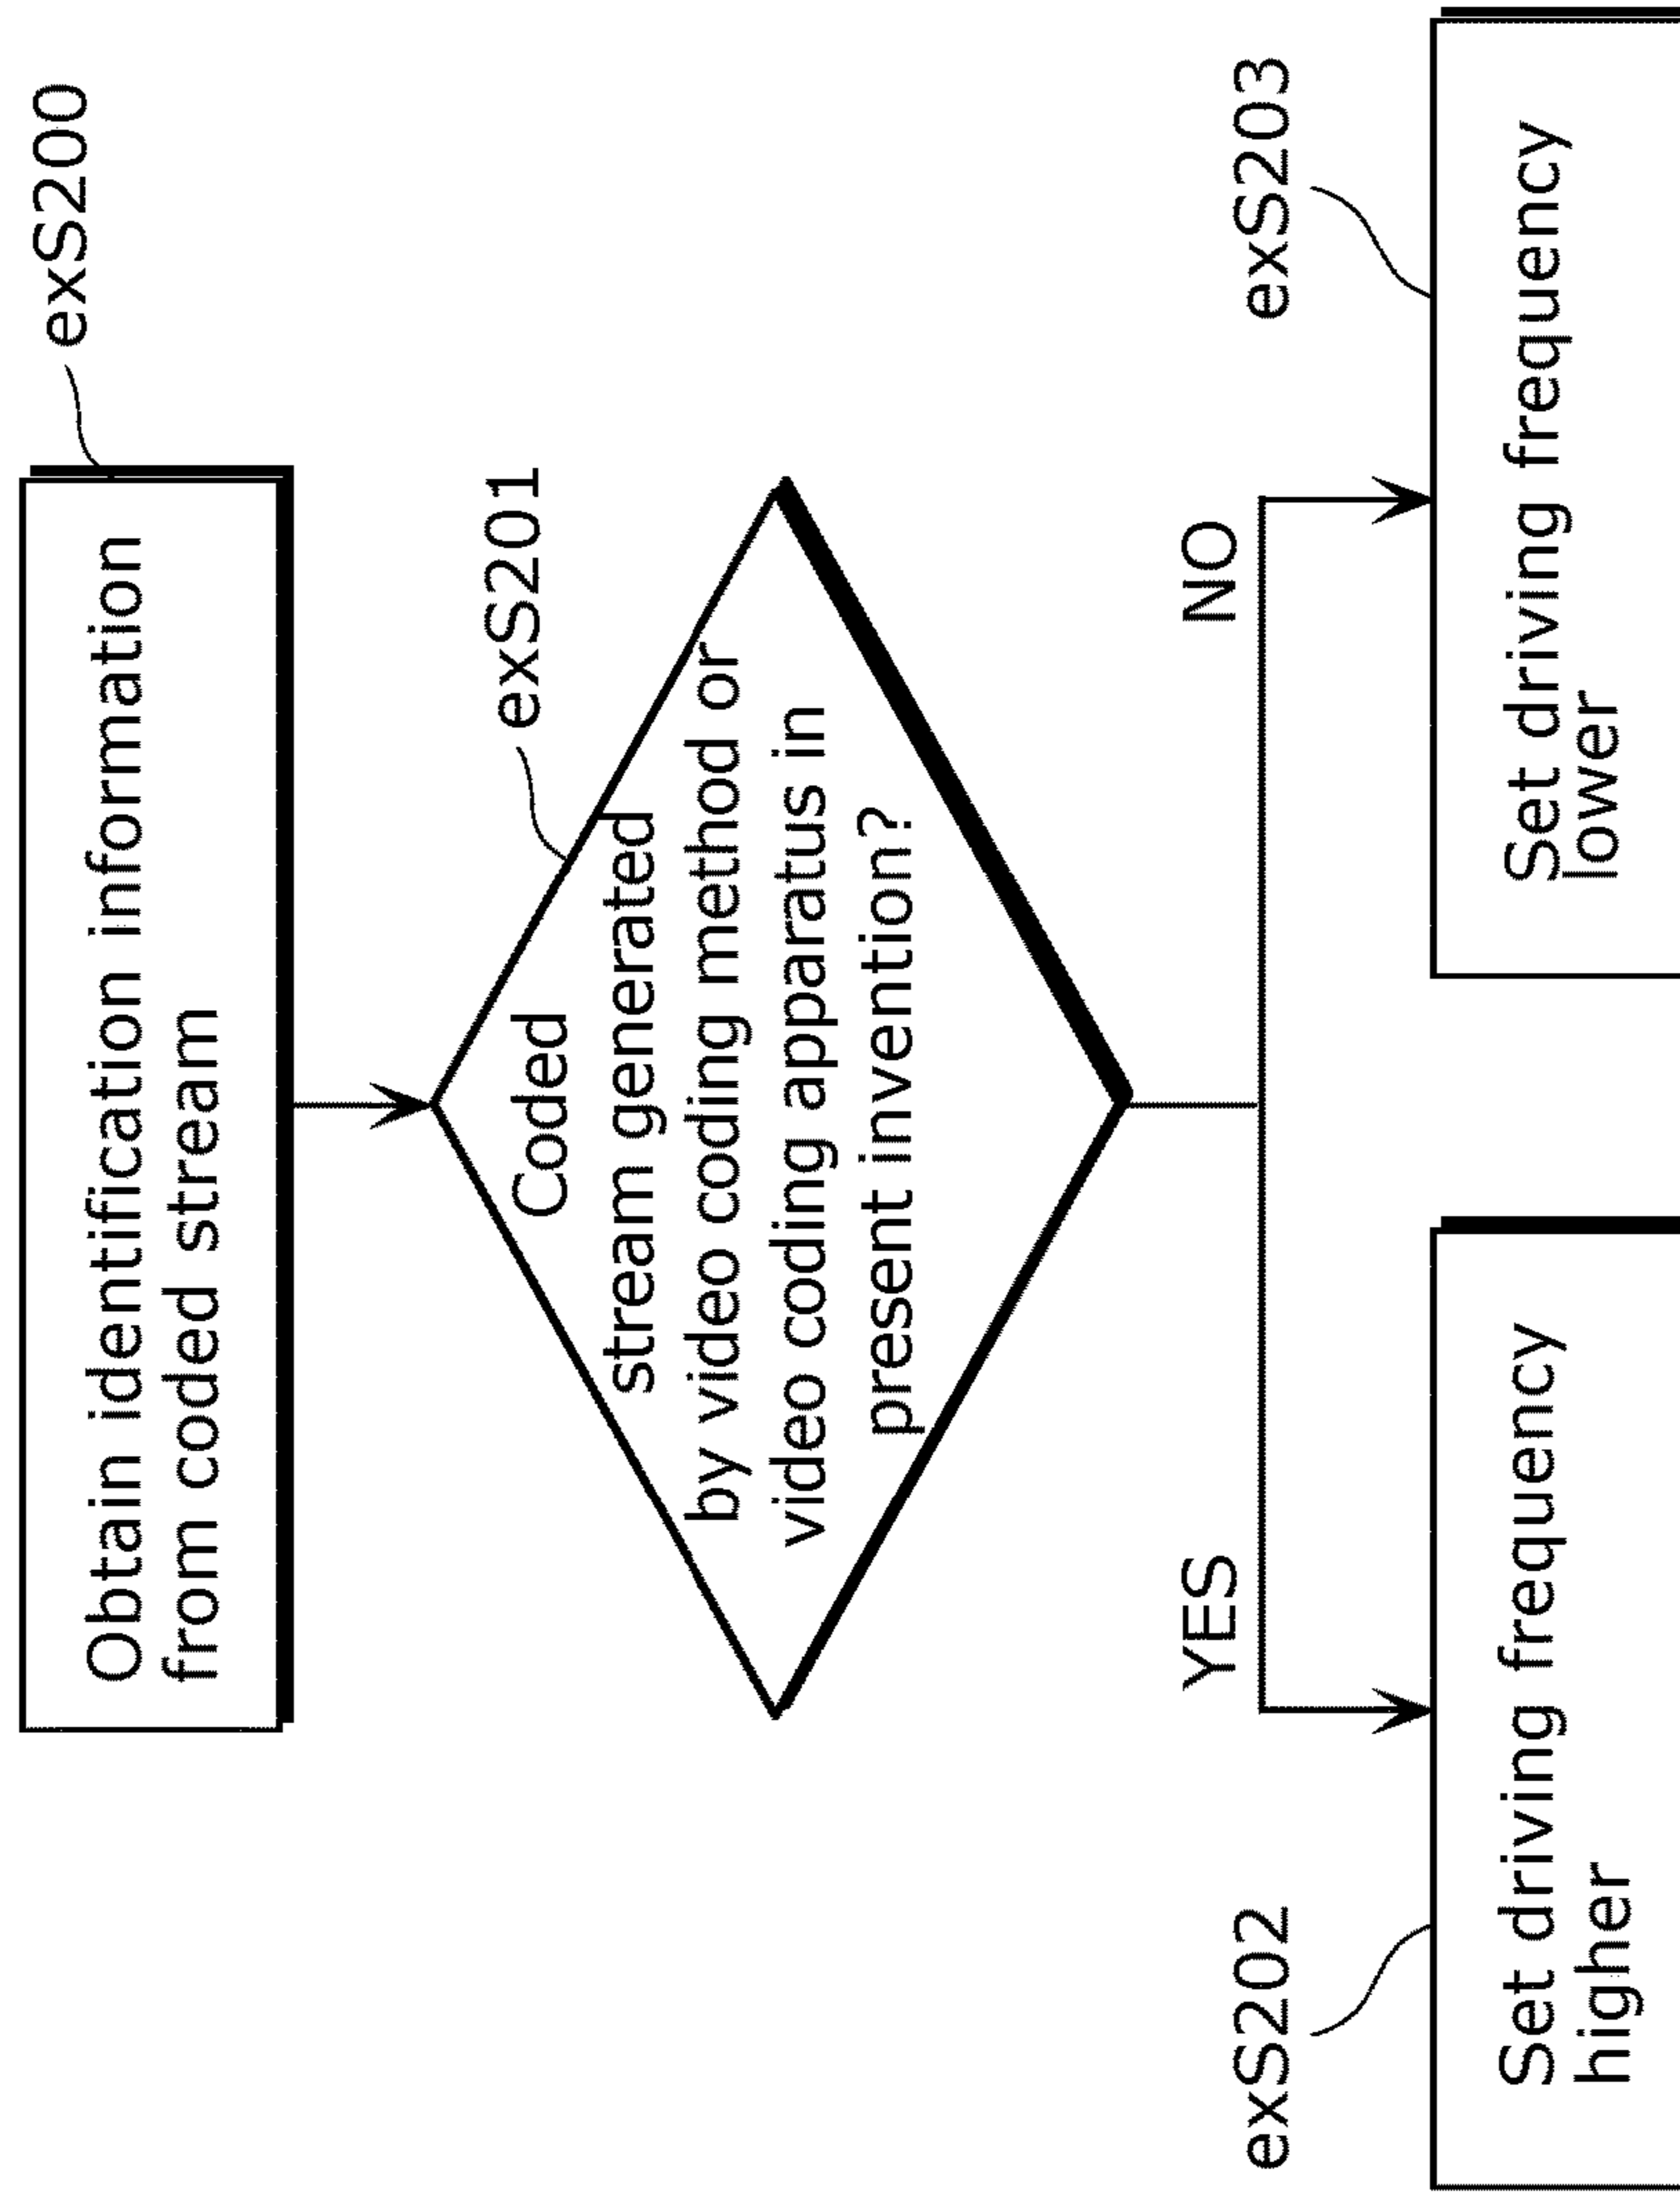 exS200
Obtain identification information
from coded stream
exS201
Coded
stream generated
by video coding method or
video coding apparatus in
present invention?
YES
NO
exS202
exS203
Set driving frequency
higher
Set driving frequency
lower